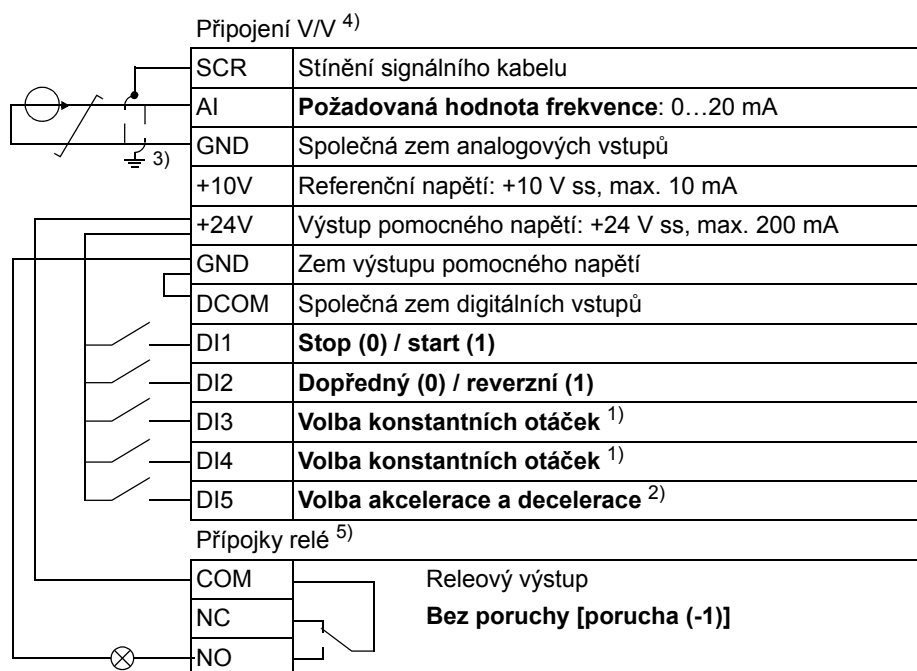 Připojení V/V 4)
SCR Stínění signálního kabelu
AI Požadovaná hodnota frekvence: 0…20 mA
GND Společná zem analogových vstupů
3)
+10V Referenční napětí: +10 V ss, max. 10 mA
+24V Výstup pomocného napětí: +24 V ss, max. 200 mA
GND Zem výstupu pomocného napětí
DCOM Společná zem digitálních vstupů
DI1 Stop (0) / start (1)
DI2 Dopředný (0) / reverzní (1)
DI3 Volba konstantních otáček 1)
DI4 Volba konstantních otáček 1)
DI5 Volba akcelerace a decelerace 2)
Přípojky relé 5)
COM Releový výstup
NC Bez poruchy [porucha (-1)]
NO